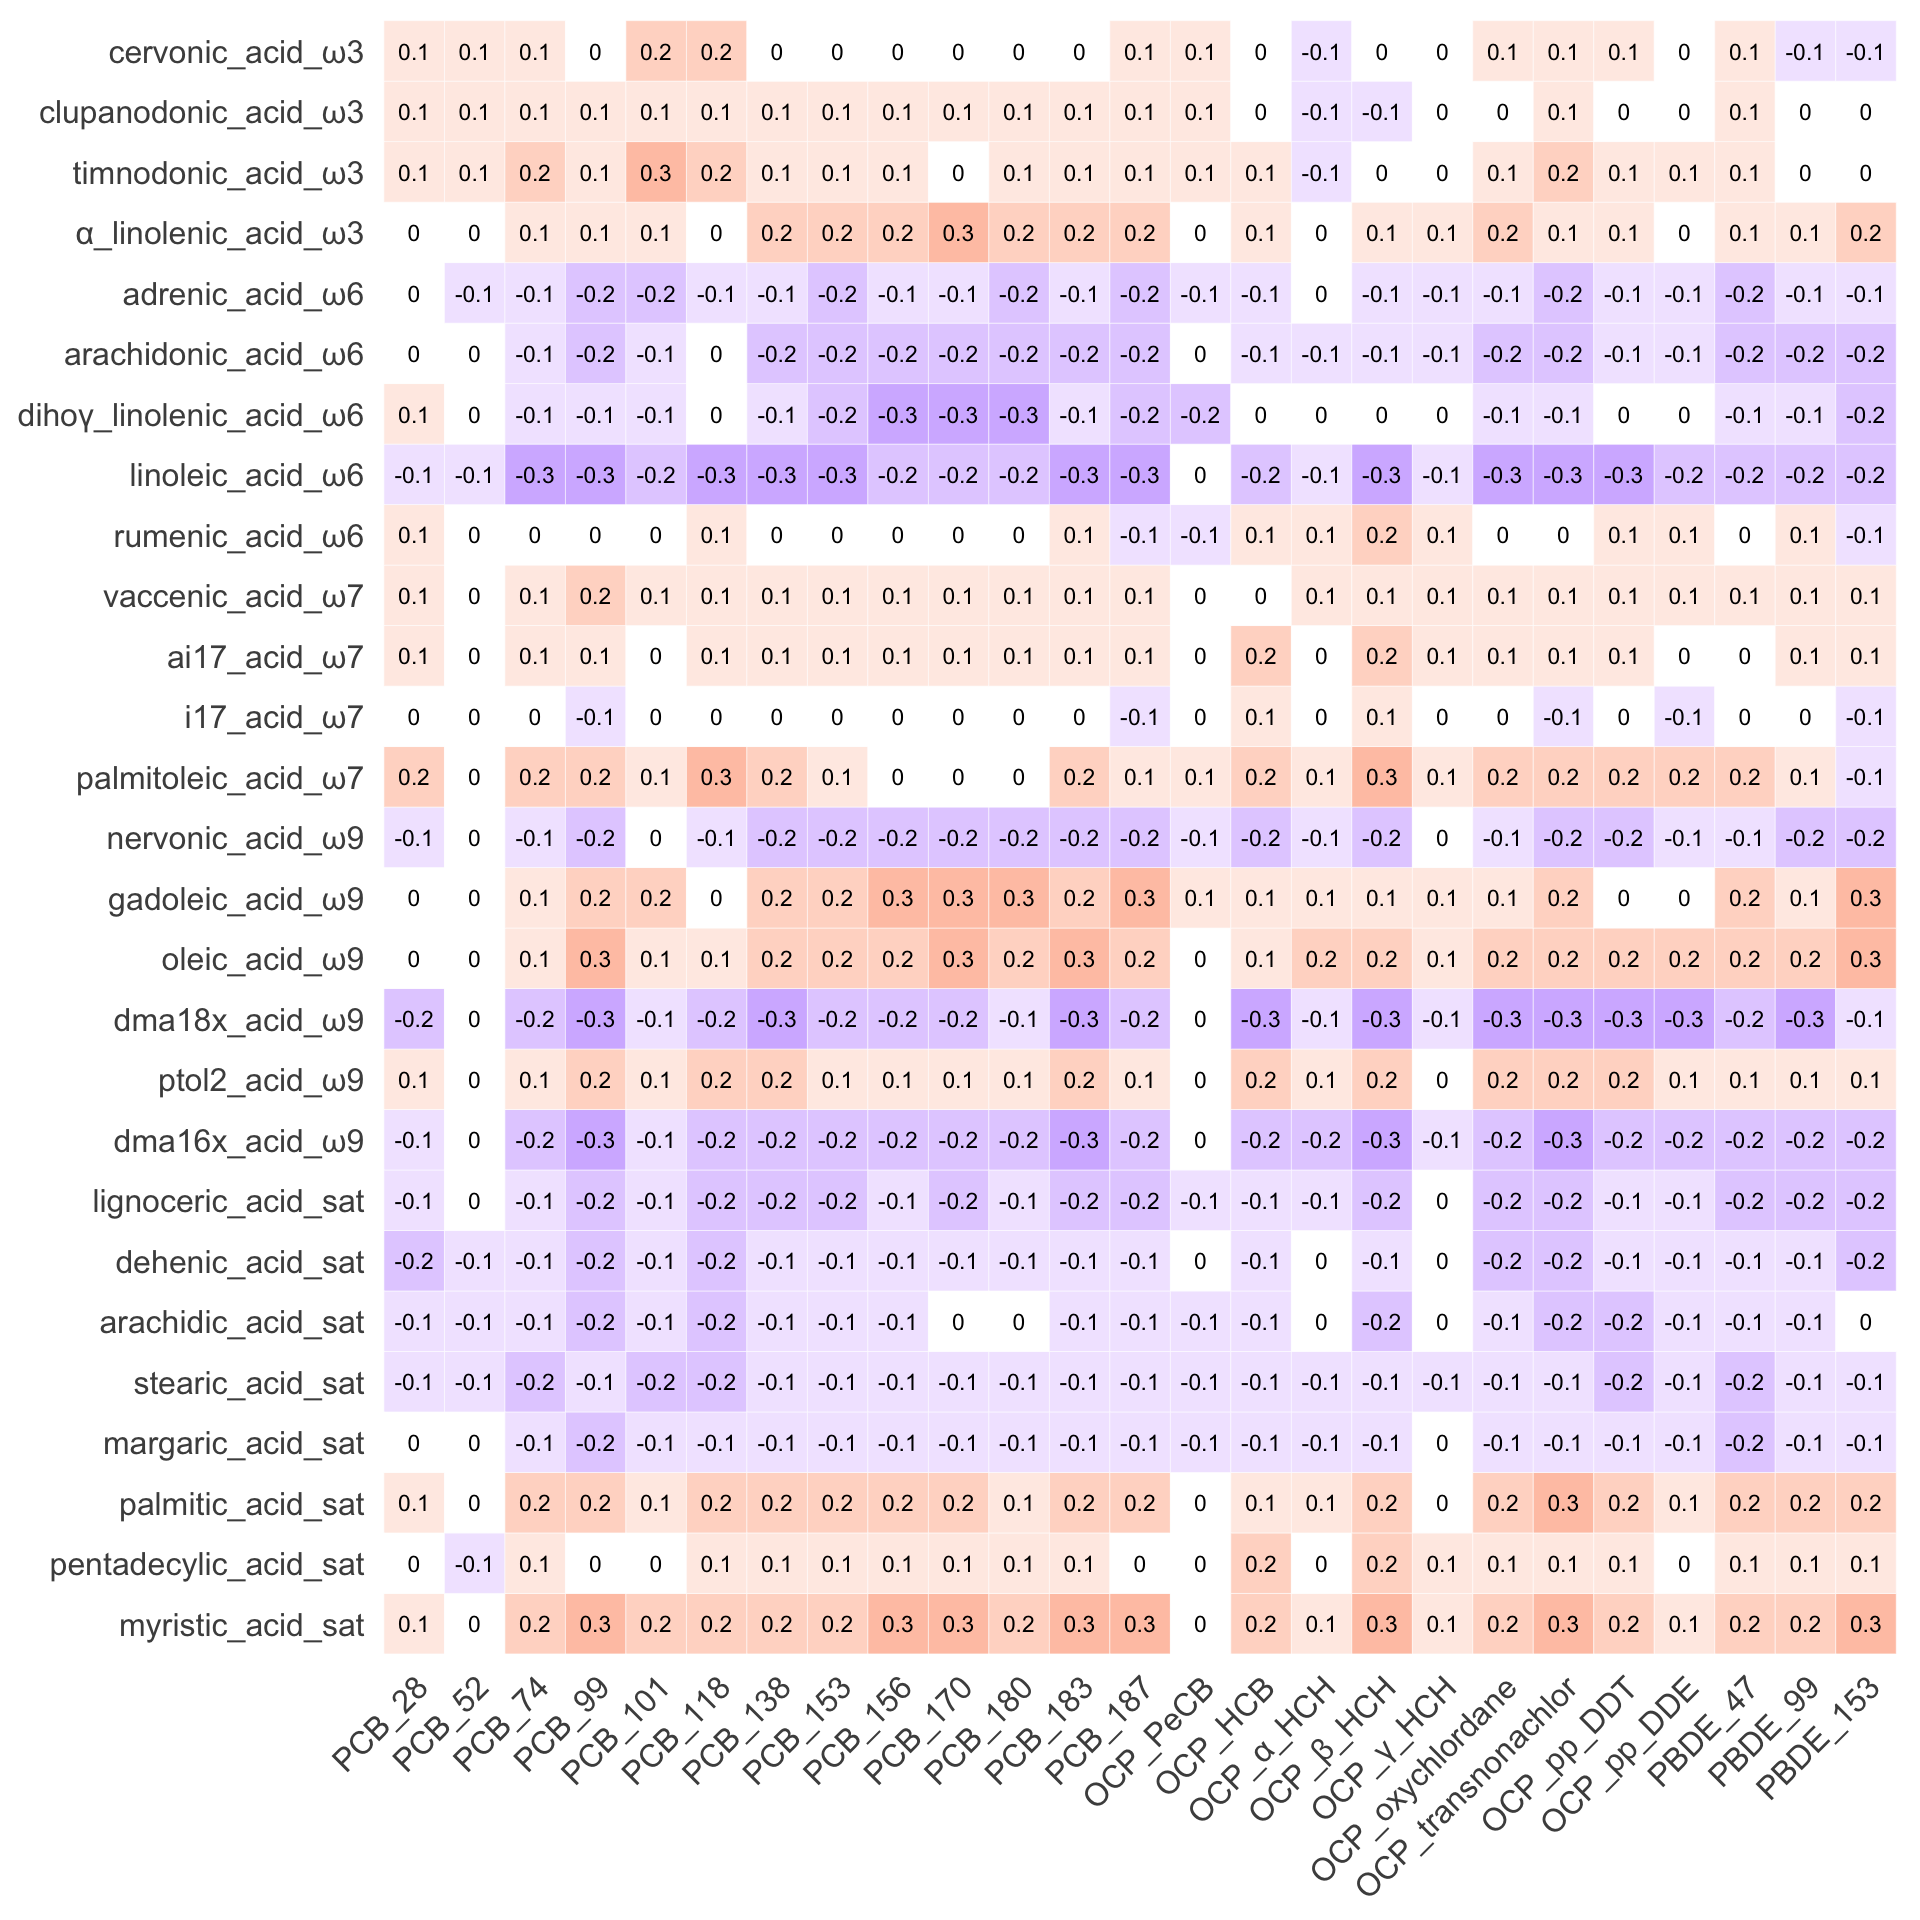 cervonic_acid_ω3 0.1 0.1 0.1 0 0.2 0.2 0 0 0 0 0 0 0.1 0.1 0 -0.1 0 0 0.1 0.1 0.1 0 0.1 -0.1 -0.1
clupanodonic_acid_ω3 0.1 0.1 0.1 0.1 0.1 0.1 0.1 0.1 0.1 0.1 0.1 0.1 0.1 0.1 0 -0.1 -0.1 0 0 0.1 0 0 0.1 0 0
timnodonic_acid_ω3 0.1 0.1 0.2 0.1 0.3 0.2 0.1 0.1 0.1 0 0.1 0.1 0.1 0.1 0.1 -0.1 0 0 0.1 0.2 0.1 0.1 0.1 0 0
α_linolenic_acid_ω3 0 0 0.1 0.1 0.1 0 0.2 0.2 0.2 0.3 0.2 0.2 0.2 0 0.1 0 0.1 0.1 0.2 0.1 0.1 0 0.1 0.1 0.2
adrenic_acid_ω6 0 -0.1 -0.1 -0.2 -0.2 -0.1 -0.1 -0.2 -0.1 -0.1 -0.2 -0.1 -0.2 -0.1 -0.1 0 -0.1 -0.1 -0.1 -0.2 -0.1 -0.1 -0.2 -0.1 -0.1
arachidonic_acid_ω6 0 0 -0.1 -0.2 -0.1 0 -0.2 -0.2 -0.2 -0.2 -0.2 -0.2 -0.2 0 -0.1 -0.1 -0.1 -0.1 -0.2 -0.2 -0.1 -0.1 -0.2 -0.2 -0.2
dihoγ_linolenic_acid_ω6 0.1 0 -0.1 -0.1 -0.1 0 -0.1 -0.2 -0.3 -0.3 -0.3 -0.1 -0.2 -0.2 0 0 0 0 -0.1 -0.1 0 0 -0.1 -0.1 -0.2
linoleic_acid_ω6 -0.1 -0.1 -0.3 -0.3 -0.2 -0.3 -0.3 -0.3 -0.2 -0.2 -0.2 -0.3 -0.3 0 -0.2 -0.1 -0.3 -0.1 -0.3 -0.3 -0.3 -0.2 -0.2 -0.2 -0.2
rumenic_acid_ω6 0.1 0 0 0 0 0.1 0 0 0 0 0 0.1 -0.1 -0.1 0.1 0.1 0.2 0.1 0 0 0.1 0.1 0 0.1 -0.1
vaccenic_acid_ω7 0.1 0 0.1 0.2 0.1 0.1 0.1 0.1 0.1 0.1 0.1 0.1 0.1 0 0 0.1 0.1 0.1 0.1 0.1 0.1 0.1 0.1 0.1 0.1
ai17_acid_ω7 0.1 0 0.1 0.1 0 0.1 0.1 0.1 0.1 0.1 0.1 0.1 0.1 0 0.2 0 0.2 0.1 0.1 0.1 0.1 0 0 0.1 0.1
i17_acid_ω7 0 0 0 -0.1 0 0 0 0 0 0 0 0 -0.1 0 0.1 0 0.1 0 0 -0.1 0 -0.1 0 0 -0.1
palmitoleic_acid_ω7 0.2 0 0.2 0.2 0.1 0.3 0.2 0.1 0 0 0 0.2 0.1 0.1 0.2 0.1 0.3 0.1 0.2 0.2 0.2 0.2 0.2 0.1 -0.1
nervonic_acid_ω9 -0.1 0 -0.1 -0.2 0 -0.1 -0.2 -0.2 -0.2 -0.2 -0.2 -0.2 -0.2 -0.1 -0.2 -0.1 -0.2 0 -0.1 -0.2 -0.2 -0.1 -0.1 -0.2 -0.2
gadoleic_acid_ω9 0 0 0.1 0.2 0.2 0 0.2 0.2 0.3 0.3 0.3 0.2 0.3 0.1 0.1 0.1 0.1 0.1 0.1 0.2 0 0 0.2 0.1 0.3
oleic_acid_ω9 0 0 0.1 0.3 0.1 0.1 0.2 0.2 0.2 0.3 0.2 0.3 0.2 0 0.1 0.2 0.2 0.1 0.2 0.2 0.2 0.2 0.2 0.2 0.3
dma18x_acid_ω9 -0.2 0 -0.2 -0.3 -0.1 -0.2 -0.3 -0.2 -0.2 -0.2 -0.1 -0.3 -0.2 0 -0.3 -0.1 -0.3 -0.1 -0.3 -0.3 -0.3 -0.3 -0.2 -0.3 -0.1
ptol2_acid_ω9 0.1 0 0.1 0.2 0.1 0.2 0.2 0.1 0.1 0.1 0.1 0.2 0.1 0 0.2 0.1 0.2 0 0.2 0.2 0.2 0.1 0.1 0.1 0.1
dma16x_acid_ω9 -0.1 0 -0.2 -0.3 -0.1 -0.2 -0.2 -0.2 -0.2 -0.2 -0.2 -0.3 -0.2 0 -0.2 -0.2 -0.3 -0.1 -0.2 -0.3 -0.2 -0.2 -0.2 -0.2 -0.2
lignoceric_acid_sat -0.1 0 -0.1 -0.2 -0.1 -0.2 -0.2 -0.2 -0.1 -0.2 -0.1 -0.2 -0.2 -0.1 -0.1 -0.1 -0.2 0 -0.2 -0.2 -0.1 -0.1 -0.2 -0.2 -0.2
dehenic_acid_sat -0.2 -0.1 -0.1 -0.2 -0.1 -0.2 -0.1 -0.1 -0.1 -0.1 -0.1 -0.1 -0.1 0 -0.1 0 -0.1 0 -0.2 -0.2 -0.1 -0.1 -0.1 -0.1 -0.2
arachidic_acid_sat -0.1 -0.1 -0.1 -0.2 -0.1 -0.2 -0.1 -0.1 -0.1 0 0 -0.1 -0.1 -0.1 -0.1 0 -0.2 0 -0.1 -0.2 -0.2 -0.1 -0.1 -0.1 0
stearic_acid_sat -0.1 -0.1 -0.2 -0.1 -0.2 -0.2 -0.1 -0.1 -0.1 -0.1 -0.1 -0.1 -0.1 -0.1 -0.1 -0.1 -0.1 -0.1 -0.1 -0.1 -0.2 -0.1 -0.2 -0.1 -0.1
margaric_acid_sat 0 0 -0.1 -0.2 -0.1 -0.1 -0.1 -0.1 -0.1 -0.1 -0.1 -0.1 -0.1 -0.1 -0.1 -0.1 -0.1 0 -0.1 -0.1 -0.1 -0.1 -0.2 -0.1 -0.1
palmitic_acid_sat 0.1 0 0.2 0.2 0.1 0.2 0.2 0.2 0.2 0.2 0.1 0.2 0.2 0 0.1 0.1 0.2 0 0.2 0.3 0.2 0.1 0.2 0.2 0.2
pentadecylic_acid_sat 0 -0.1 0.1 0 0 0.1 0.1 0.1 0.1 0.1 0.1 0.1 0 0 0.2 0 0.2 0.1 0.1 0.1 0.1 0 0.1 0.1 0.1
myristic_acid_sat 0.1 0 0.2 0.3 0.2 0.2 0.2 0.2 0.3 0.3 0.2 0.3 0.3 0 0.2 0.1 0.3 0.1 0.2 0.3 0.2 0.1 0.2 0.2 0.3
PCB_28
PCB_52
PCB_74
PCB_99
PCB_101
PCB_118
PCB_138
PCB_153
PCB_156
PCB_170
PCB_180
PCB_183
PCB_187
OCP_PeCB
OCP_HCB
OCP_α_HCH
OCP_β_HCH
OCP_γ_HCH
OCP_oxychlordane
OCP_transnonachlor
OCP_pp_DDT
OCP_pp_DDE
PBDE_47
PBDE_99
PBDE_153